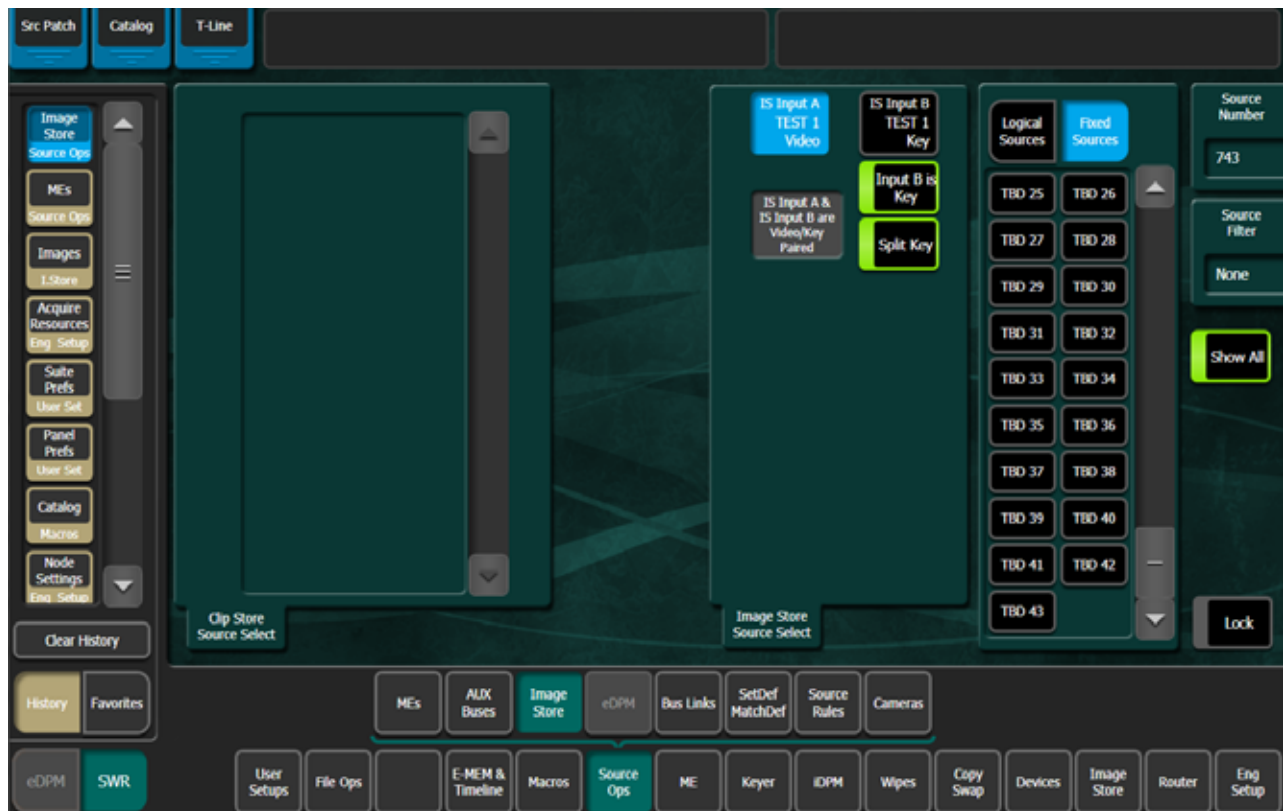 Src Patch
Catalog
T-Line
Image
Store
Source Ops
MEs
Source Ops
Images
I.Store
Acquire
Resources
Eng Setup
Suite
Prefs
User Set
Panel
Prefs
User Set
Catalog
Macros
Node
Settings
Eng Setup
Clear History
History
Favorites
eDPM
SWR
Clip Store
Source Select
IS Input A
TEST 1
Video
IS Input B
TEST 1
Key
Input B is
Key
IS Input A &
IS Input B are
Video/Key
Paired
Split Key
Image Store
Source Select
Logical
Sources
Fixed
Sources
TBD 25
TBD 26
TBD 27
TBD 28
TBD 29
TBD 30
TBD 31
TBD 32
TBD 33
TBD 34
TBD 35
TBD 36
TBD 37
TBD 38
TBD 39
TBD 40
TBD 41
TBD 42
TBD 43
Source
Number
743
Source
Filter
None
Show All
Lock
MEs
AUX
Buses
Image
Store
eDPM
Bus Links
SetDef
MatchDef
Source
Rules
Cameras
User
Setups
File Ops
E-MEM &
Timeline
Macros
Source
Ops
ME
Keyer
iDPM
Wipes
Copy
Swap
Devices
Image
Store
Router
Eng
Setup